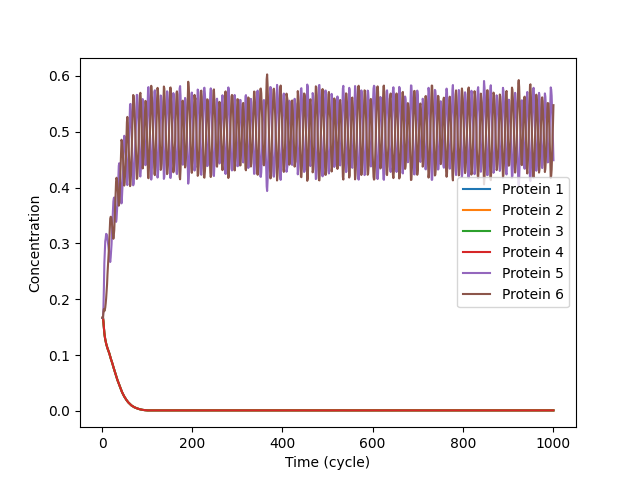 0.6
0.5
0.4
0.3
0.2
0.1
0.0
Concentration
Protein 1
Protein 2
Protein 3
Protein 4
Protein 5
Protein 6
0 200 400 600 800 1000
Time (cycle)